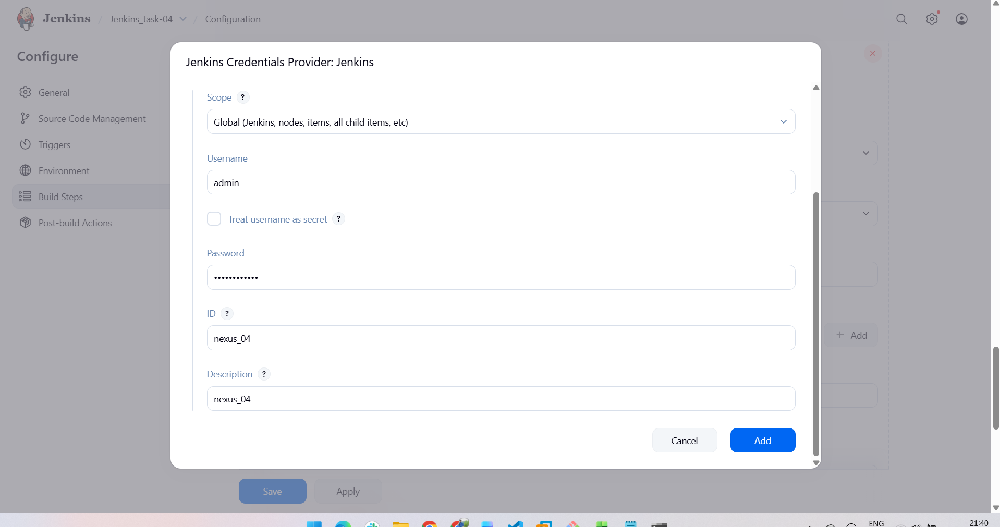 Jenkins / Jenkins_task-04 / Configuration
Configure
General
Source Code Management
Triggers
Environment
Build Steps
Post-build Actions
Jenkins Credentials Provider: Jenkins
Scope ?
Global (Jenkins, nodes, items, all child items, etc)
Username
admin
Treat username as secret ?
Password
••••••••••••
ID ?
nexus_04
Description ?
nexus_04
Cancel
Add
+ Add
Save
Apply
ENG
21:40